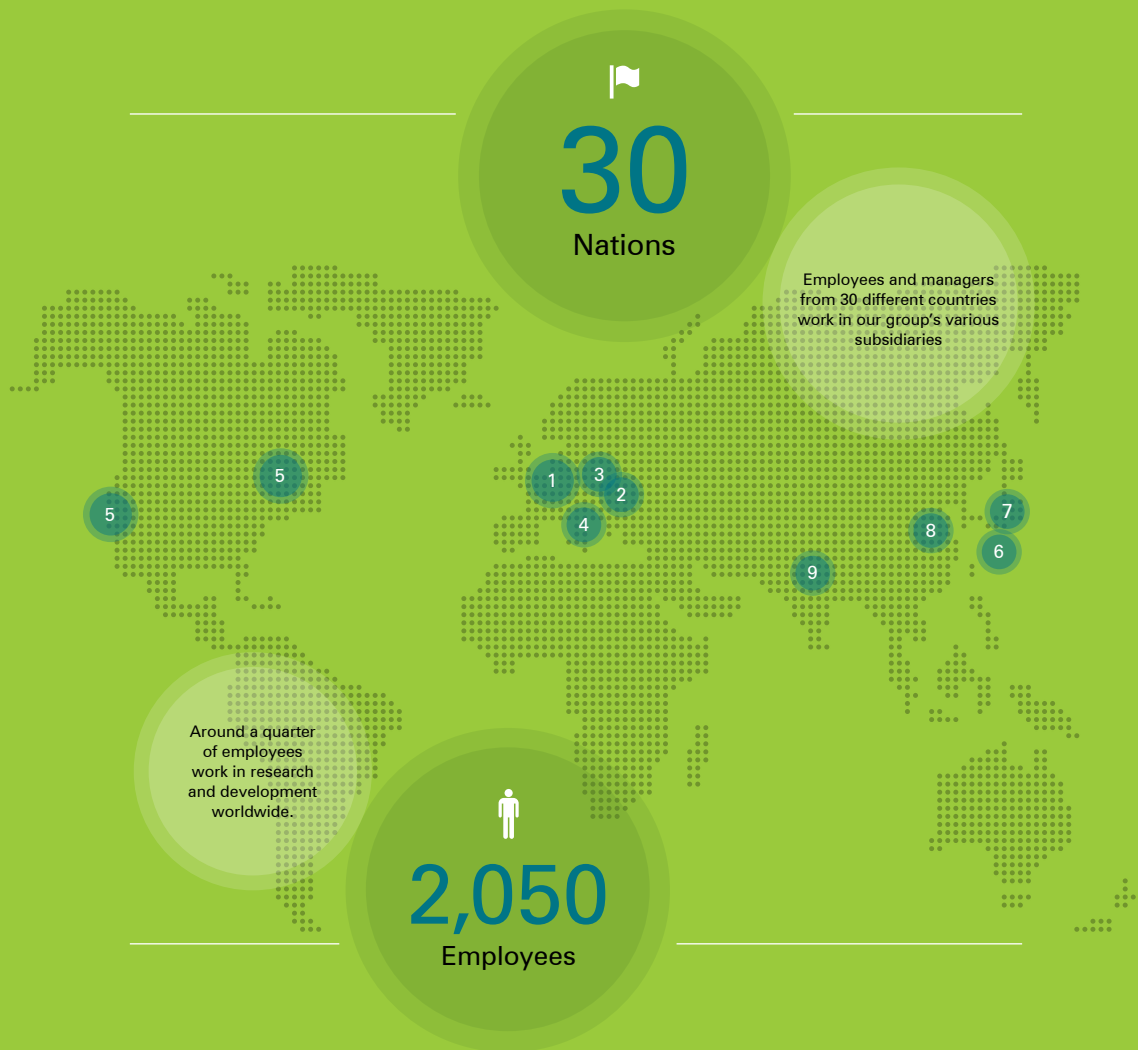 30
Nations
Employees and managers
from 30 different countries
work in our group's various
subsidiaries
5
5
1
3
2
4
7
8
6
9
Around a quarter
of employees
work in research
and development
worldwide.
2,050
Employees